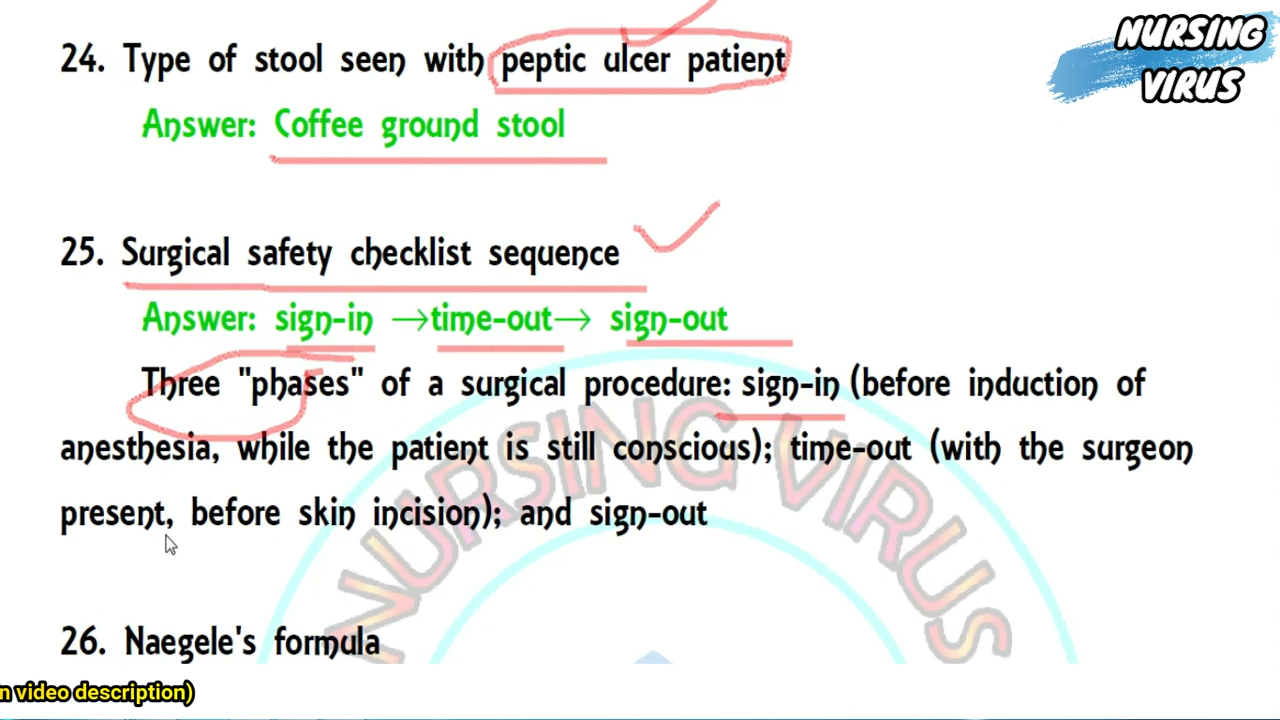 NURSING
VIRUS
24. Type of stool seen with peptic ulcer patient
Answer: Coffee ground stool
25. Surgical safety checklist sequence
Answer: sign-in →time-out→ sign-out
Three "phases" of a surgical procedure: sign-in (before induction of
anesthesia, while the patient is still conscious); time-out (with the surgeon
present, before skin incision); and sign-out
NURSING VIRUS
26. Naegele's formula
n video description)